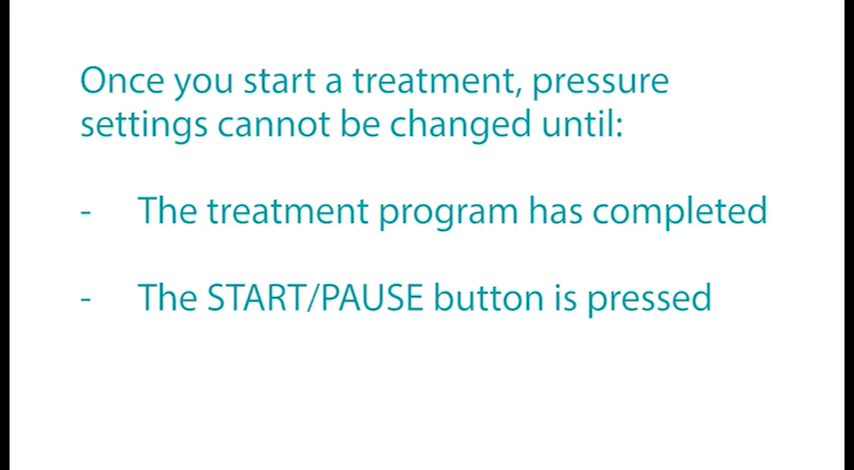 Once you start a treatment, pressure
settings cannot be changed until:
- The treatment program has completed
- The START/PAUSE button is pressed